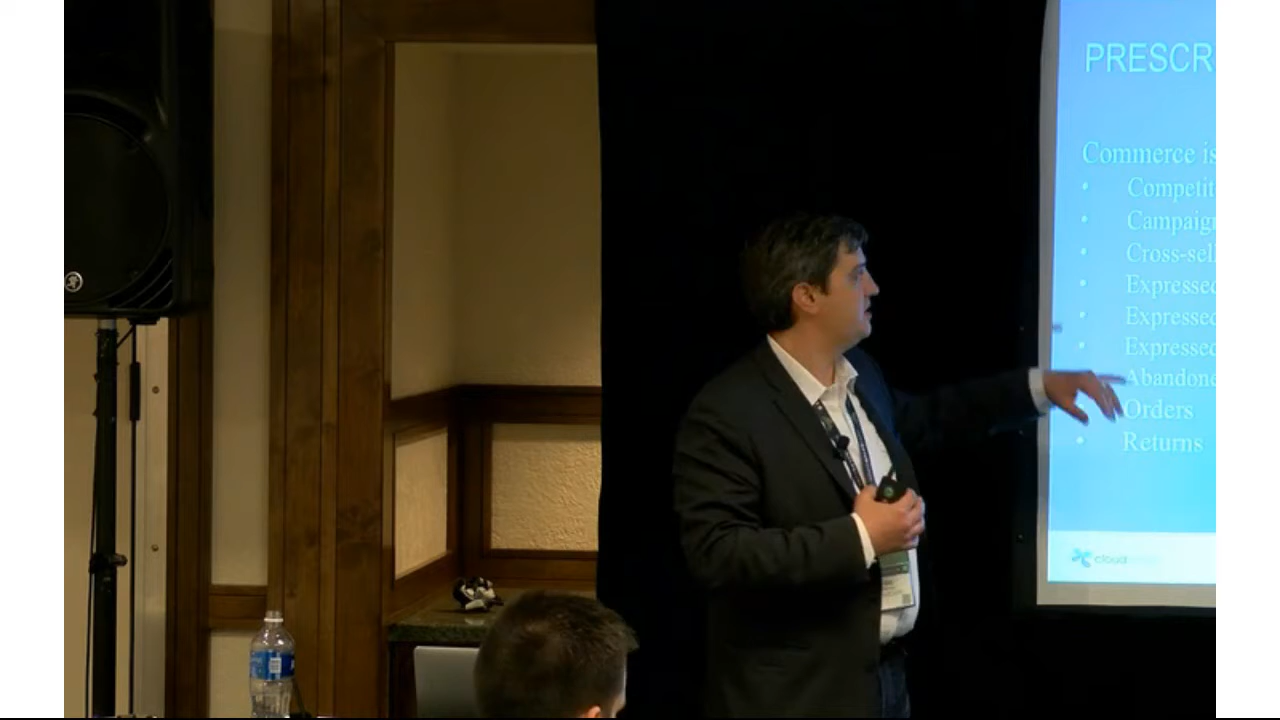 PRESCR
Commerce is
• Competit
• Campaig
• Cross-sel
• Expressed
• Expressed
• Expressed
Abandone
Orders
• Returns
cloud